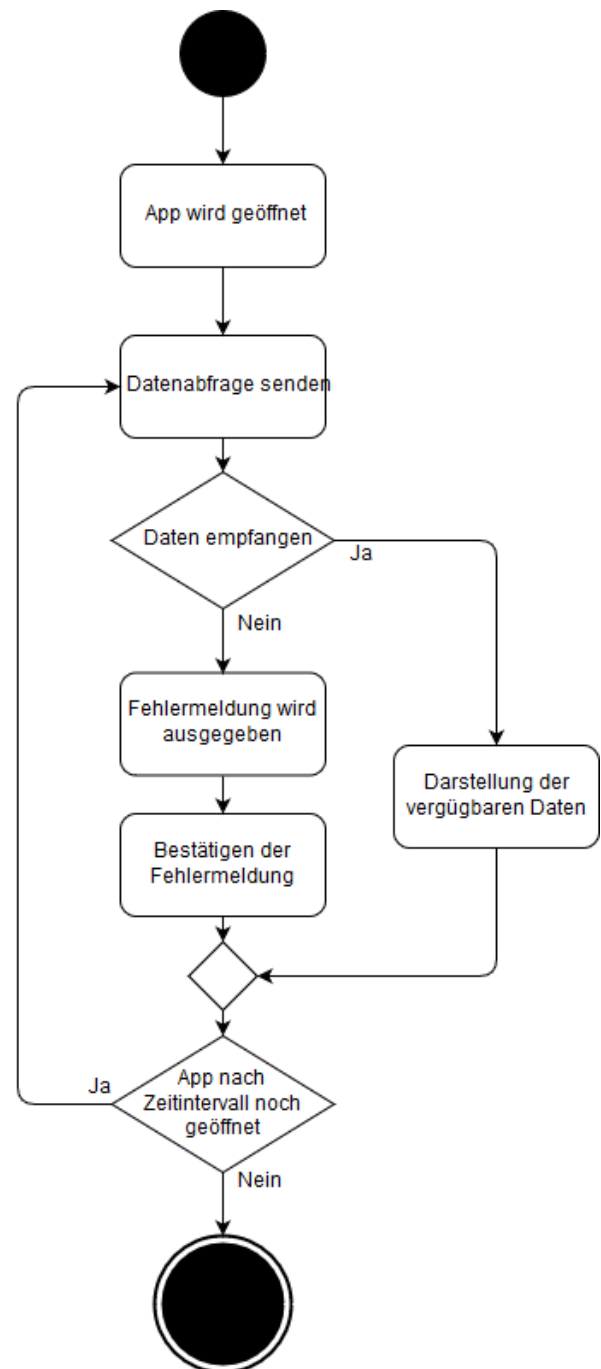 App wird geöffnet
Datenabfrage senden
Daten empfangen
Ja
Nein
Fehlermeldung wird
ausgegeben
Darstellung der
vergügbaren Daten
Bestätigen der
Fehlermeldung
Ja
App nach
Zeitintervall noch
geöffnet
Nein